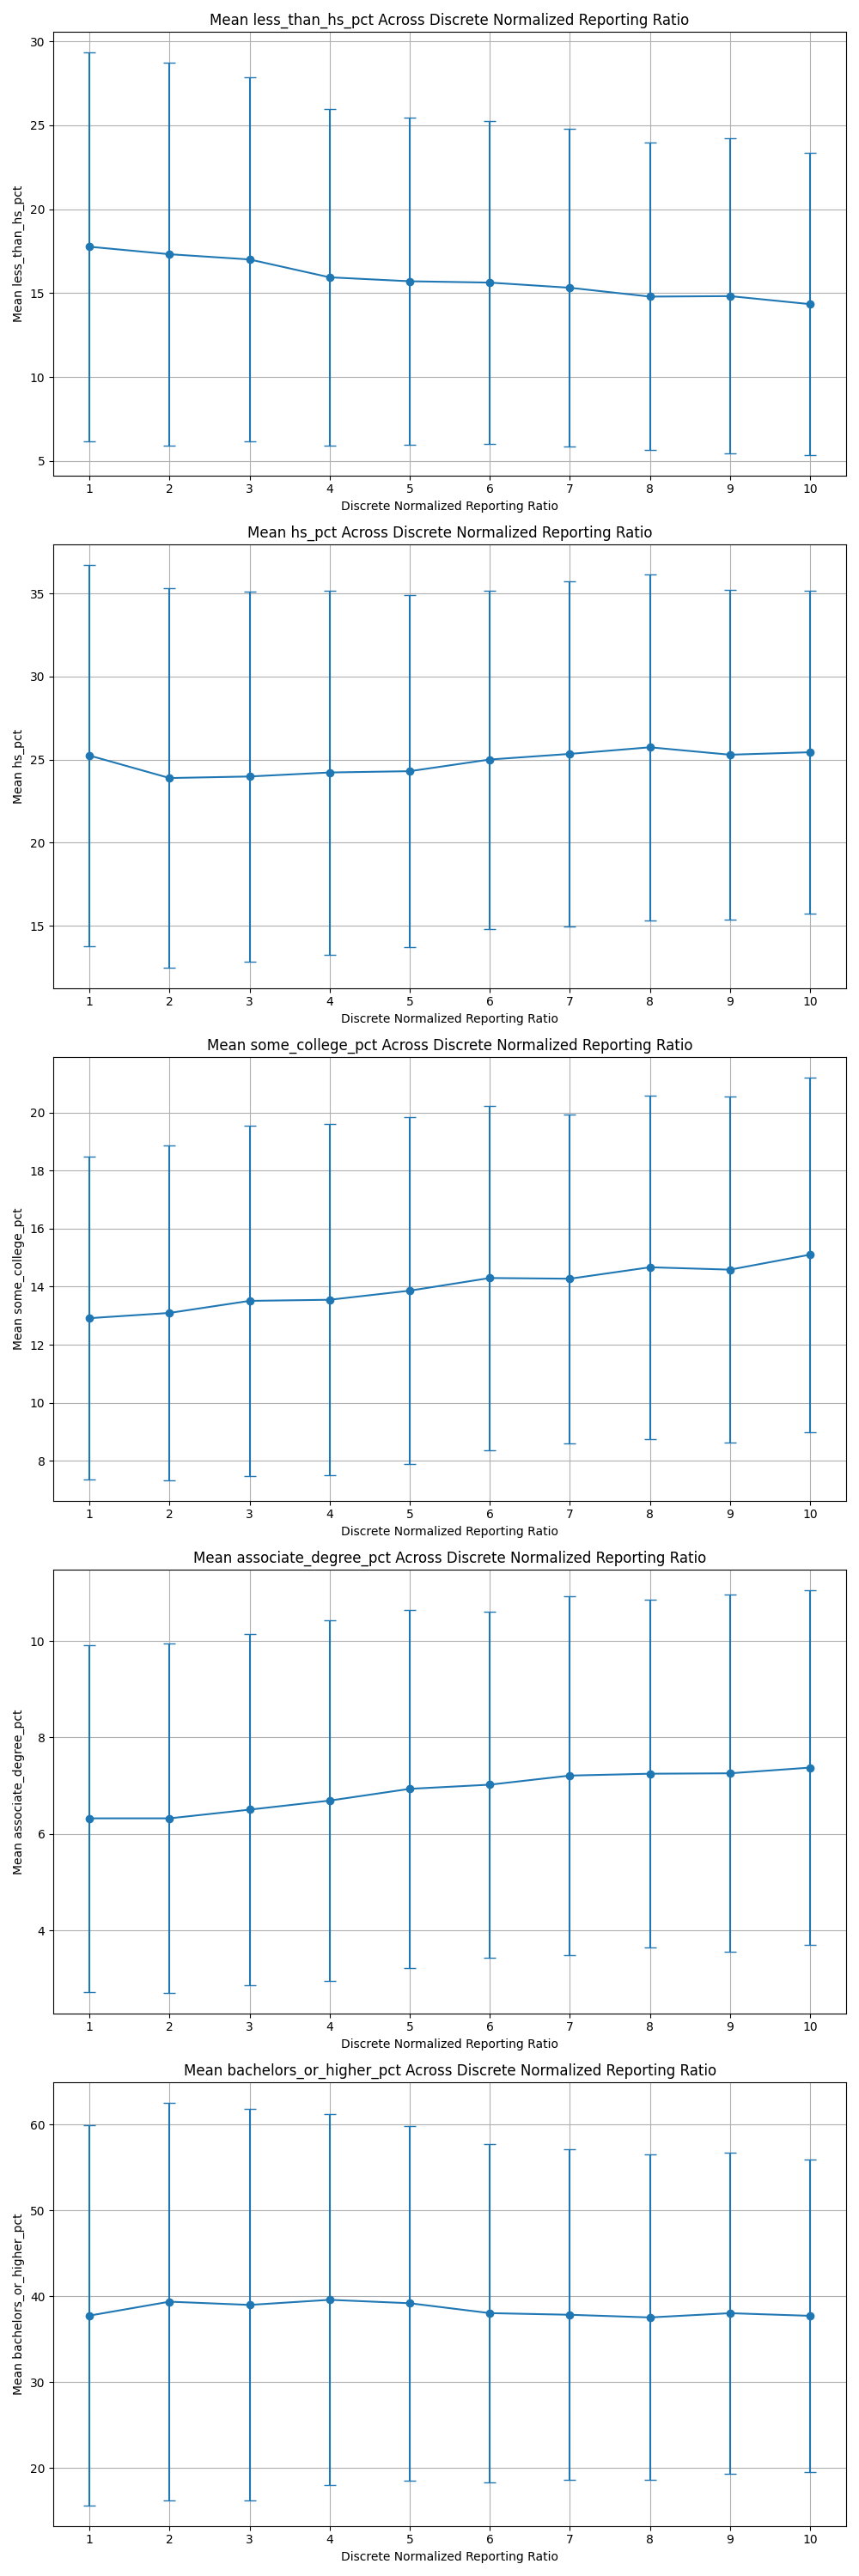 Mean less_than_hs_pct Across Discrete Normalized Reporting Ratio
30
25
20
15
10
5
Mean less_than_hs_pct
1 2 3 4 5 6 7 8 9 10
Discrete Normalized Reporting Ratio
Mean hs_pct Across Discrete Normalized Reporting Ratio
35
30
25
20
15
Mean hs_pct
1 2 3 4 5 6 7 8 9 10
Discrete Normalized Reporting Ratio
Mean some_college_pct Across Discrete Normalized Reporting Ratio
20
18
16
14
12
10
8
Mean some_college_pct
1 2 3 4 5 6 7 8 9 10
Discrete Normalized Reporting Ratio
Mean associate_degree_pct Across Discrete Normalized Reporting Ratio
10
8
6
4
Mean associate_degree_pct
1 2 3 4 5 6 7 8 9 10
Discrete Normalized Reporting Ratio
Mean bachelors_or_higher_pct Across Discrete Normalized Reporting Ratio
60
50
40
30
20
Mean bachelors_or_higher_pct
1 2 3 4 5 6 7 8 9 10
Discrete Normalized Reporting Ratio